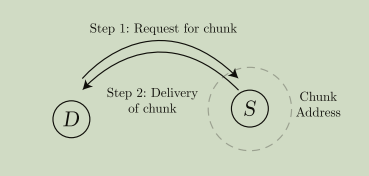 Step 1: Request for chunk
Step 2: Delivery
of chunk
D
S
Chunk
Address